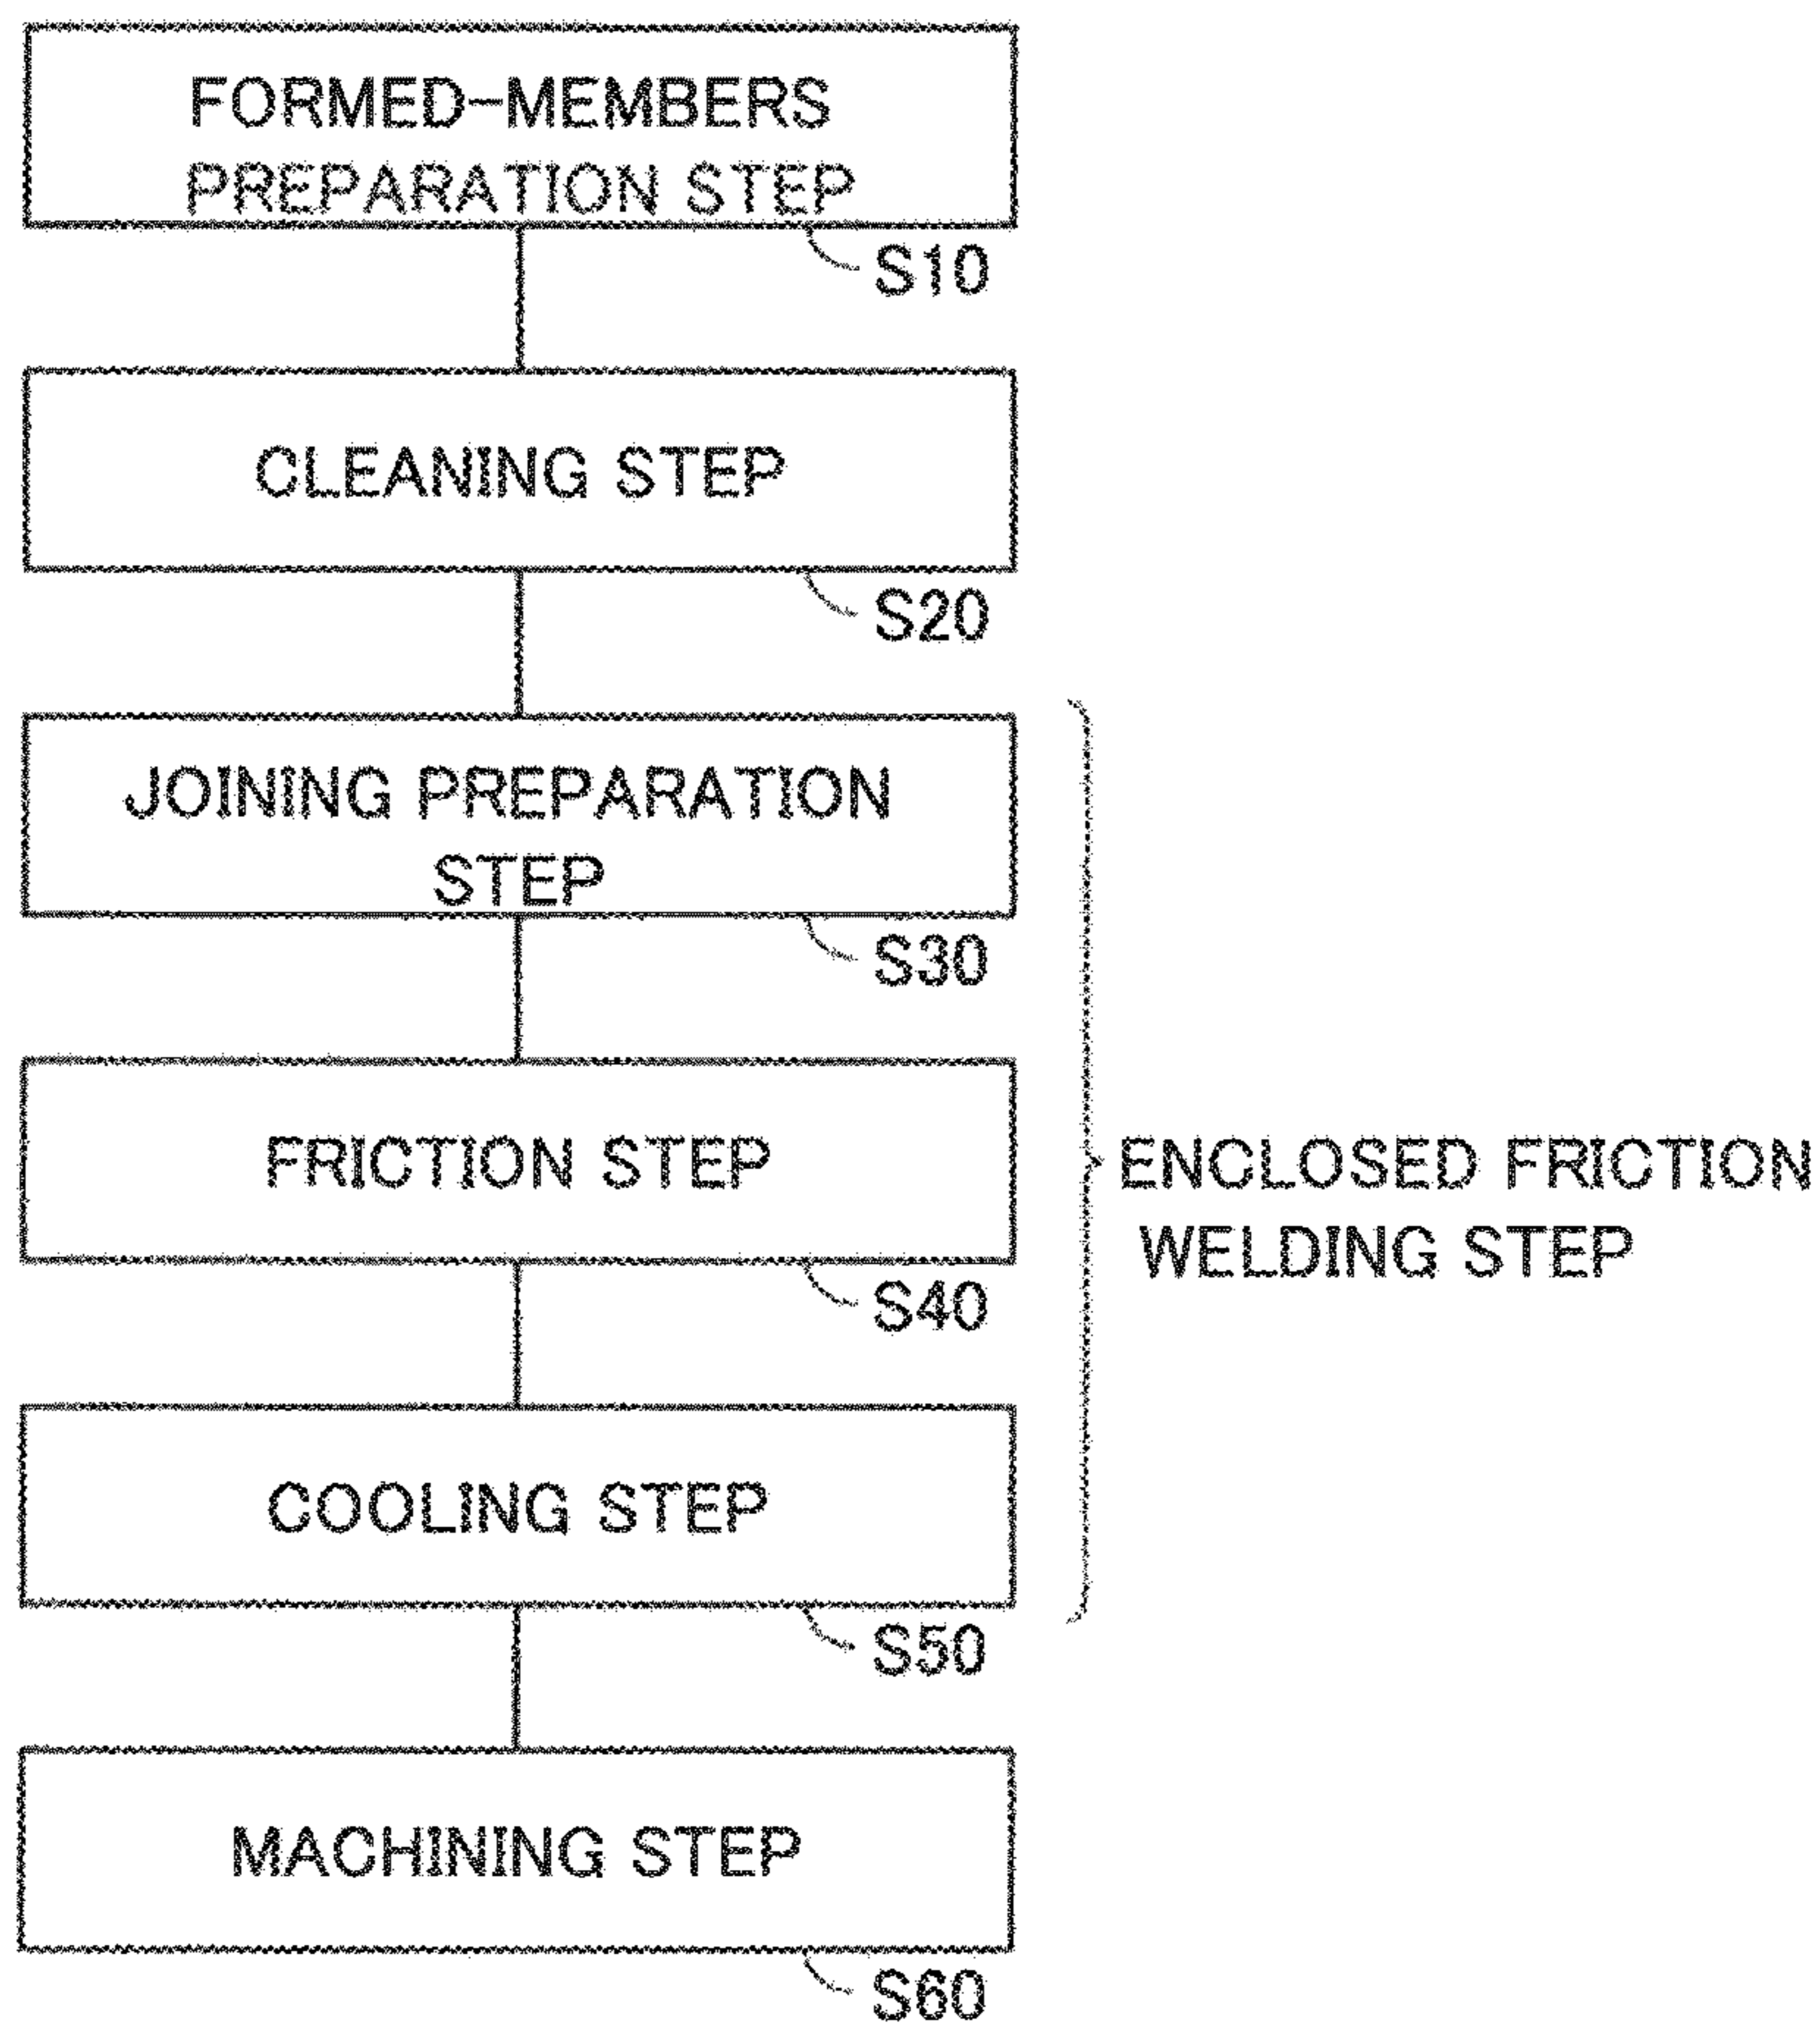 FORMED-MEMBERS
PREPARATION STEP
S10
CLEANING STEP
S20
JOINING PREPARATION
STEP
S30
FRICTION STEP
S40
ENCLOSED FRICTION
WELDING STEP
COOLING STEP
S50
MACHINING STEP
S60